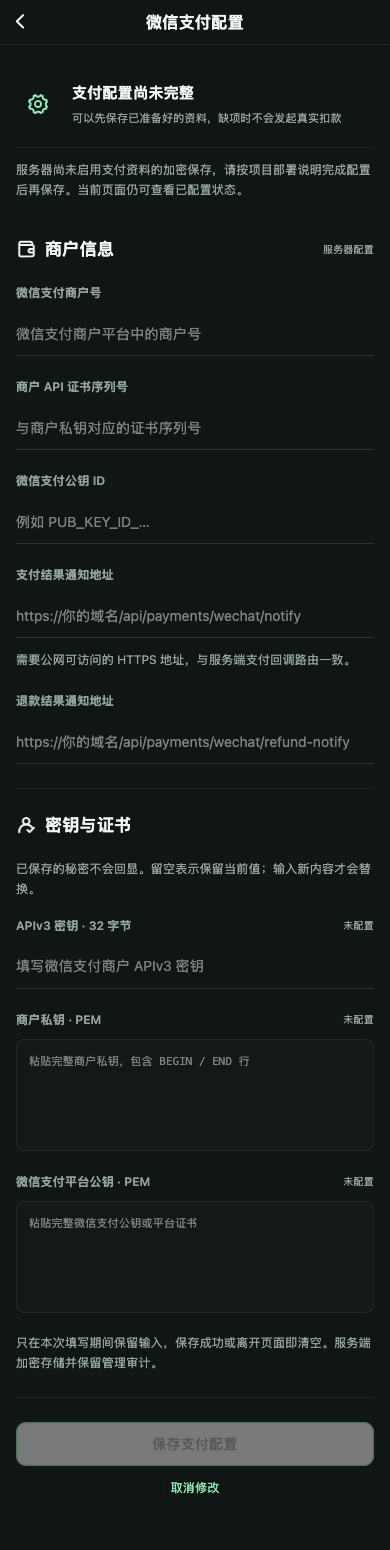 微信支付配置
支付配置尚未完整
可以先保存已准备好的资料，缺项时不会发起真实扣款
服务器尚未启用支付资料的加密保存，请按项目部署说明完成配置
后再保存。当前页面仍可查看已配置状态。
商户信息
服务器配置
微信支付商户号
微信支付商户平台中的商户号
商户 API 证书序列号
与商户私钥对应的证书序列号
微信支付公钥 ID
例如 PUB_KEY_ID_...
支付结果通知地址
https://你的域名/api/payments/wechat/notify
需要公网可访问的 HTTPS 地址，与服务端支付回调路由一致。
退款结果通知地址
https://你的域名/api/payments/wechat/refund-notify
密钥与证书
已保存的秘密不会回显。留空表示保留当前值；输入新内容才会替
换。
APIv3 密钥 · 32 字节
未配置
填写微信支付商户 APIv3 密钥
商户私钥 · PEM
未配置
粘贴完整商户私钥，包含 BEGIN / END 行
微信支付平台公钥 · PEM
未配置
粘贴完整微信支付公钥或平台证书
只在本次填写期间保留输入，保存成功或离开页面即清空。服务端
加密存储并保留管理审计。
保存支付配置
取消修改